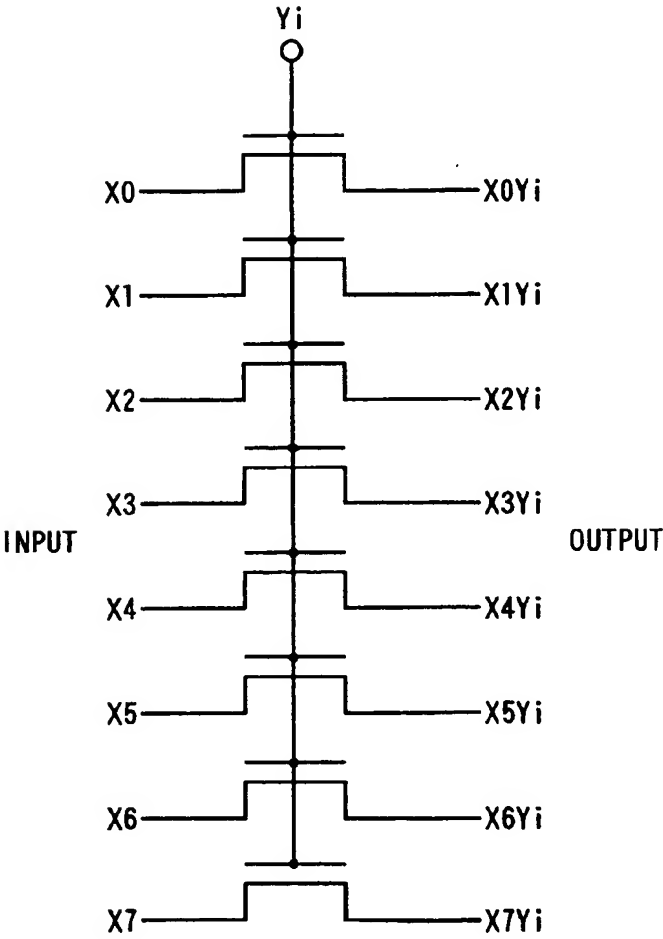 Yi
X0 X0Yi
X1 X1Yi
X2 X2Yi
X3 X3Yi
INPUT OUTPUT
X4 X4Yi
X5 X5Yi
X6 X6Yi
X7 X7Yi